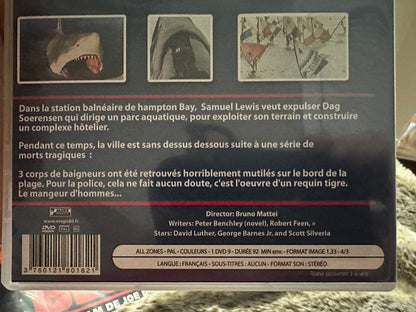 Dans la station balnéaire de hampton Bay, Samuel Lewis veut expulser Dag
Soerensen qui dirige un parc aquatique, pour exploiter son terrain et construire
un complexe hôtelier.
Pendant ce temps, la ville est sans dessus dessous suite à une série de
morts tragiques :
3 corps de baigneurs ont été retrouvés horriblement mutilés sur le bord de la
plage. Pour la police, cela ne fait aucun doute, c'est l'oeuvre d'un requin tigre.
Le mangeur d'hommes...
Director: Bruno Mattei
Writers: Peter Benchley (novel), Robert Feen, »
Stars: David Luther, George Barnes Jr. and Scott Silveria
DVD
ALL ZONES - PAL - COULEURS - 1 DVD 9 - DURÉE 92 MIN env. - FORMAT IMAGE 1.33 - 4/3
LANGUE : FRANÇAIS - SOUS-TITRES : AUCUN - FORMAT SON : STÉRÉO
3 760121 801821
LM DE JOE